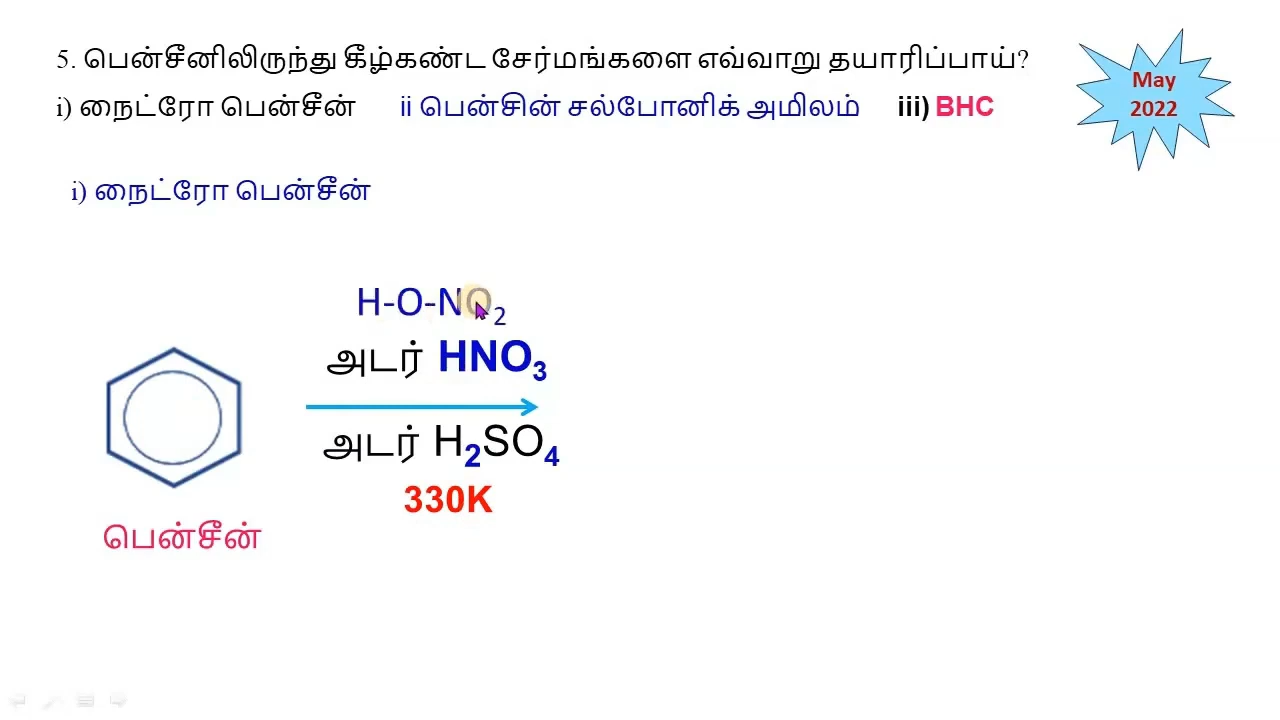 5. பென்சீனிலிருந்து கீழ்கண்ட சேர்மங்களை எவ்வாறு தயாரிப்பாய்?
i) நைட்ரோ பென்சீன் ii பென்சின் சல்போனிக் அமிலம் iii) BHC
May
2022
i) நைட்ரோ பென்சீன்
H-O-NO₂
அடர் HNO₃
அடர் H₂SO₄
330K
பென்சீன்